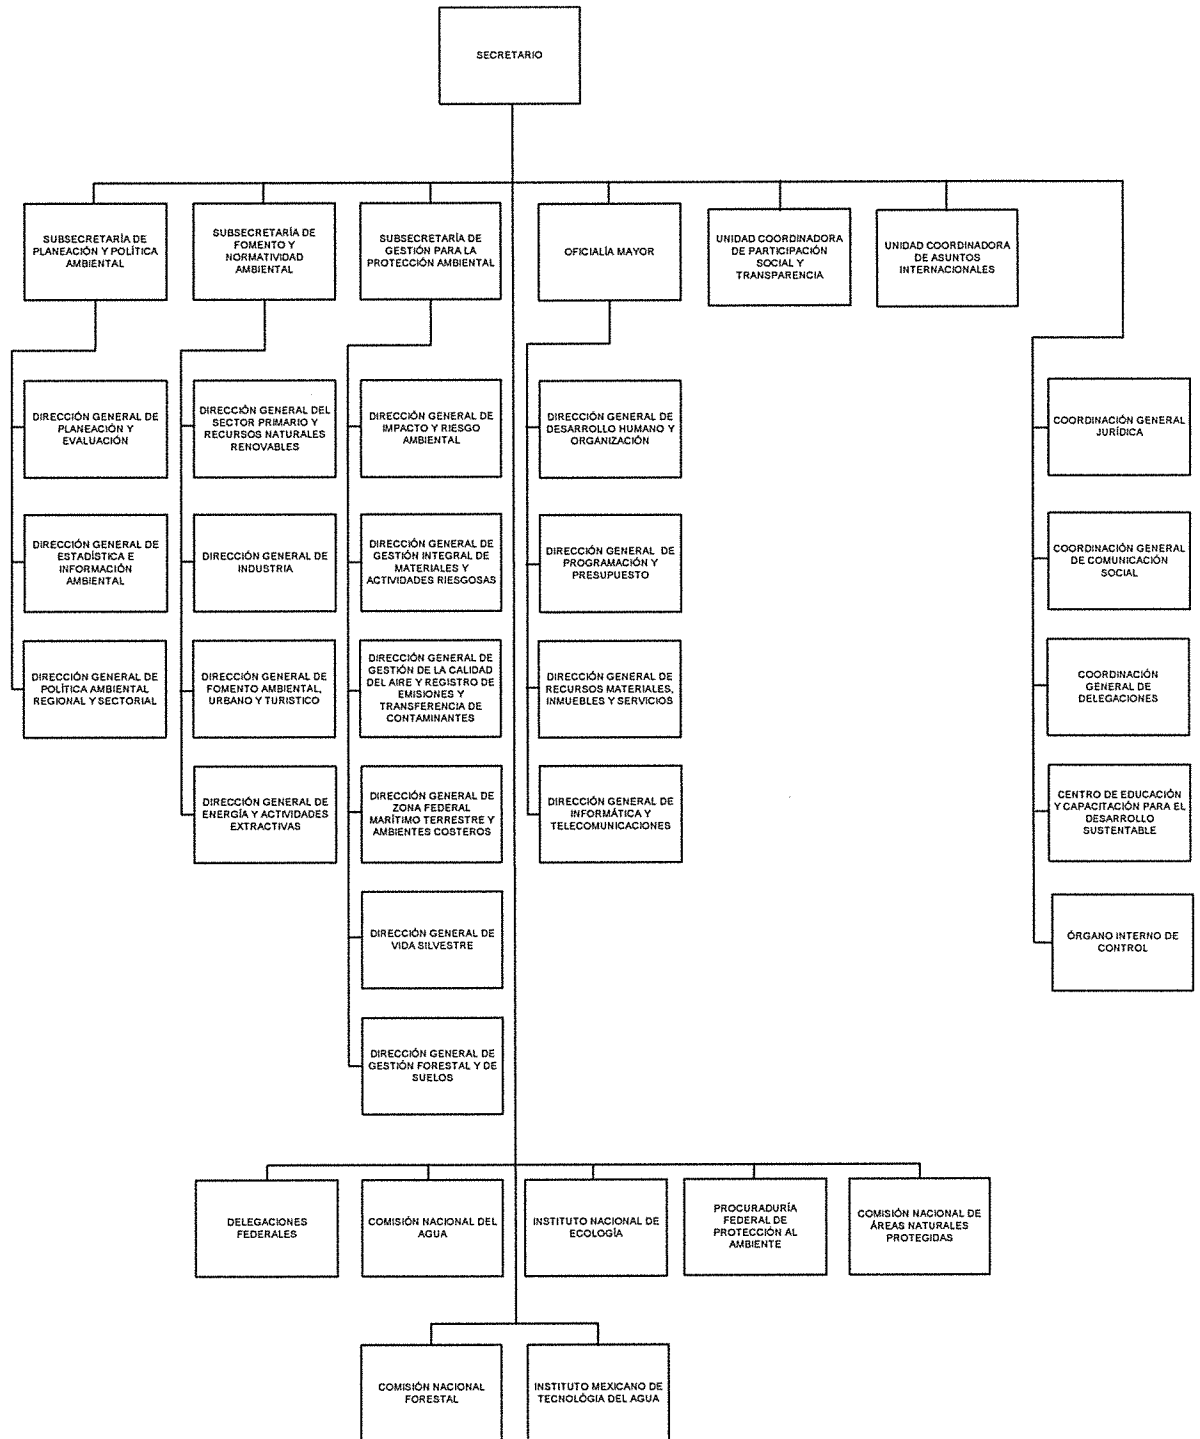 SECRETARIO
SUBSECRETARÍA DE
PLANEACIÓN Y POLÍTICA
AMBIENTAL
SUBSECRETARÍA DE
FOMENTO Y
NORMATIVIDAD
AMBIENTAL
SUBSECRETARÍA DE
GESTIÓN PARA LA
PROTECCIÓN AMBIENTAL
OFICIALÍA MAYOR
UNIDAD COORDINADORA
DE PARTICIPACIÓN
SOCIAL Y
TRANSPARENCIA
UNIDAD COORDINADORA
DE ASUNTOS
INTERNACIONALES
DIRECCIÓN GENERAL DE
PLANEACIÓN Y
EVALUACIÓN
DIRECCIÓN GENERAL DEL
SECTOR PRIMARIO Y
RECURSOS NATURALES
RENOVABLES
DIRECCIÓN GENERAL DE
IMPACTO Y RIESGO
AMBIENTAL
DIRECCIÓN GENERAL DE
DESARROLLO HUMANO Y
ORGANIZACIÓN
COORDINACIÓN GENERAL
JURÍDICA
DIRECCIÓN GENERAL DE
ESTADÍSTICA E
INFORMACIÓN
AMBIENTAL
DIRECCIÓN GENERAL DE
INDUSTRIA
DIRECCIÓN GENERAL DE
GESTIÓN INTEGRAL DE
MATERIALES Y
ACTIVIDADES RIESGOSAS
DIRECCIÓN GENERAL DE
PROGRAMACIÓN Y
PRESUPUESTO
COORDINACIÓN GENERAL
DE COMUNICACIÓN
SOCIAL
DIRECCIÓN GENERAL DE
POLÍTICA AMBIENTAL
REGIONAL Y SECTORIAL
DIRECCIÓN GENERAL DE
FOMENTO AMBIENTAL,
URBANO Y TURISTICO
DIRECCIÓN GENERAL DE
GESTIÓN DE LA CALIDAD
DEL AIRE Y REGISTRO DE
EMISIONES Y
TRANSFERENCIA DE
CONTAMINANTES
DIRECCIÓN GENERAL DE
RECURSOS MATERIALES,
INMUEBLES Y SERVICIOS
COORDINACIÓN
GENERAL DE
DELEGACIONES
DIRECCIÓN GENERAL DE
ENERGÍA Y ACTIVIDADES
EXTRACTIVAS
DIRECCIÓN GENERAL DE
ZONA FEDERAL
MARÍTIMO TERRESTRE Y
AMBIENTES COSTEROS
DIRECCIÓN GENERAL DE
INFORMÁTICA Y
TELECOMUNICACIONES
CENTRO DE EDUCACIÓN
Y CAPACITACIÓN PARA EL
DESARROLLO
SUSTENTABLE
DIRECCIÓN GENERAL DE
VIDA SILVESTRE
ÓRGANO INTERNO DE
CONTROL
DIRECCIÓN GENERAL DE
GESTIÓN FORESTAL Y DE
SUELOS
DELEGACIONES
FEDERALES
COMISIÓN NACIONAL DEL
AGUA
INSTITUTO NACIONAL DE
ECOLOGÍA
PROCURADURÍA
FEDERAL DE
PROTECCIÓN AL
AMBIENTE
COMISIÓN NACIONAL DE
ÁREAS NATURALES
PROTEGIDAS
COMISIÓN NACIONAL
FORESTAL
INSTITUTO MEXICANO DE
TECNOLÓGIA DEL AGUA